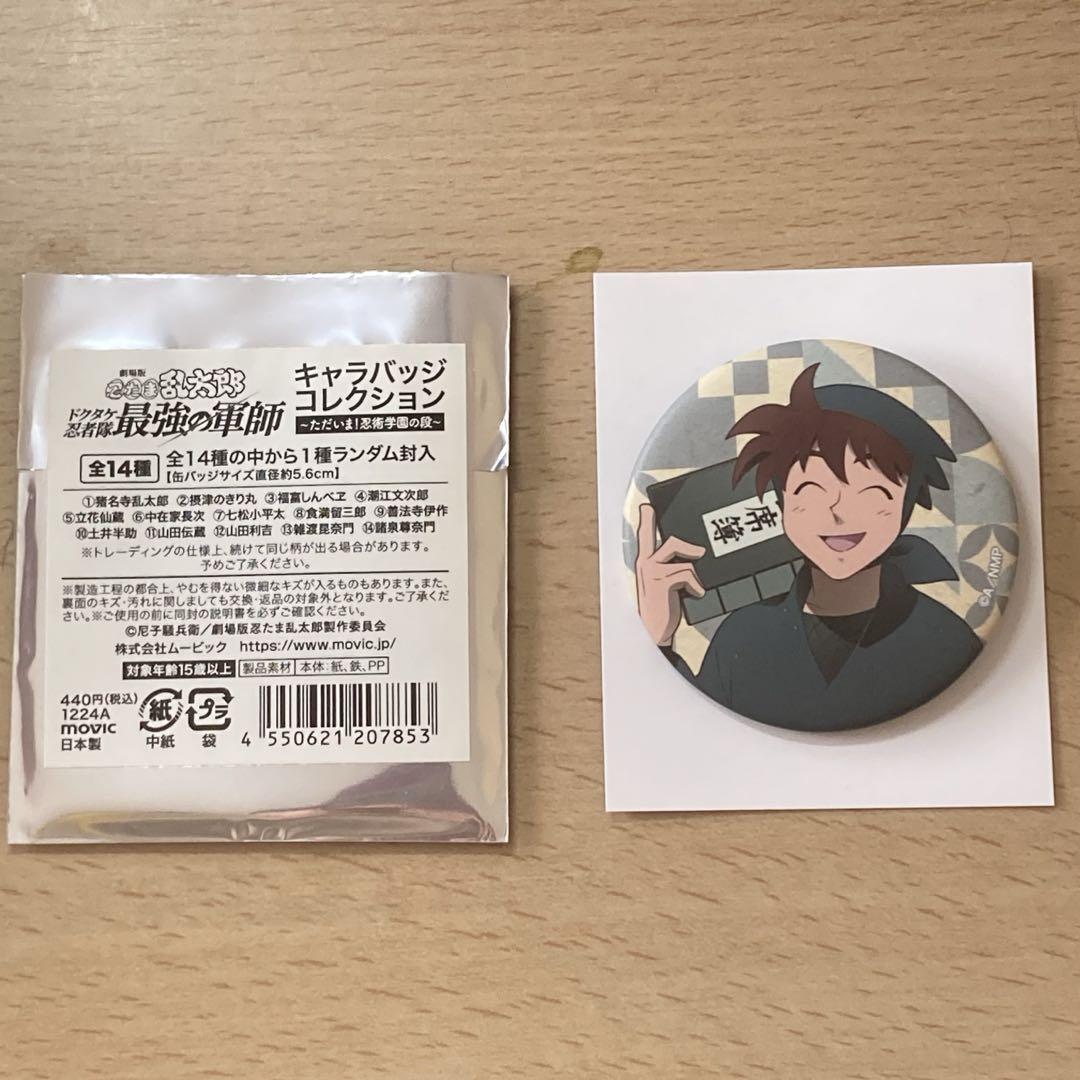 劇場版
忍たま乱太郎
ドクタケ忍者隊 最強の軍師
キャラバッジ
コレクション
~ただいま!忍術学園の段~
全14種
全14種の中から1種ランダム封入
【缶バッジサイズ直径約5.6cm】
①猪名寺乱太郎 ②摂津のきり丸 ③福富しんべヱ ④潮江文次郎
⑤立花仙蔵 ⑥中在家長次 ⑦七松小平太 ⑧食満留三郎 ⑨善法寺伊作
⑩土井半助 ⑪山田伝蔵 ⑫山田利吉 ⑬雑渡昆奈門 ⑭諸泉尊奈門
※トレーディングの仕様上、続けて同じ柄が出る場合があります。
予めご了承ください。
※製造工程の都合上、やむを得ない微細なキズが入るものもあります。また、
裏面のキズ・汚れに関しましても交換・返品の対象外となります。ご了承くださ
い。※ご使用の前に同封の説明書を必ずご確認ください。
©尼子騒兵衛/劇場版忍たま乱太郎製作委員会
株式会社ムービック https://www.movic.jp/
対象年齢15歳以上 製品素材 本体:紙、鉄、PP
440円(税込)
1224A
movic
日本製
紙
中紙
プラ
袋
4 550621 207853
席簿
©A／NMP